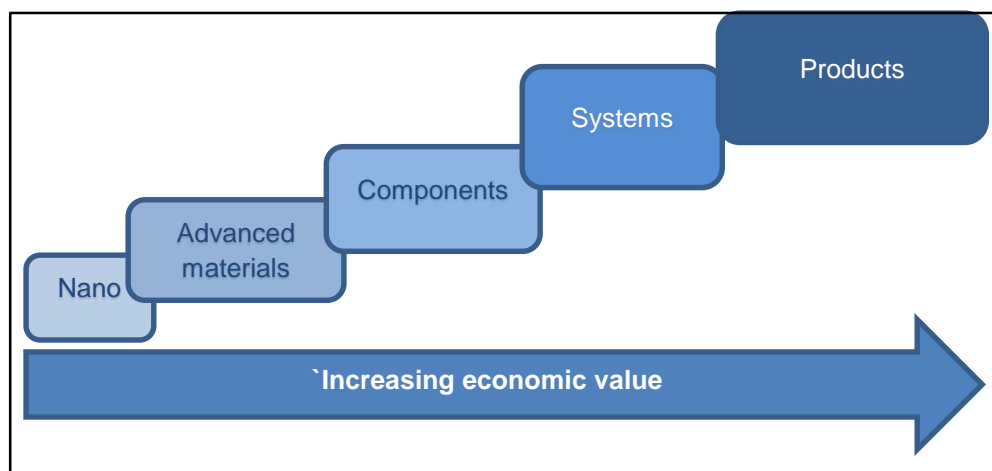 Products
Systems
Components
Advanced
materials
Nano
`Increasing economic value